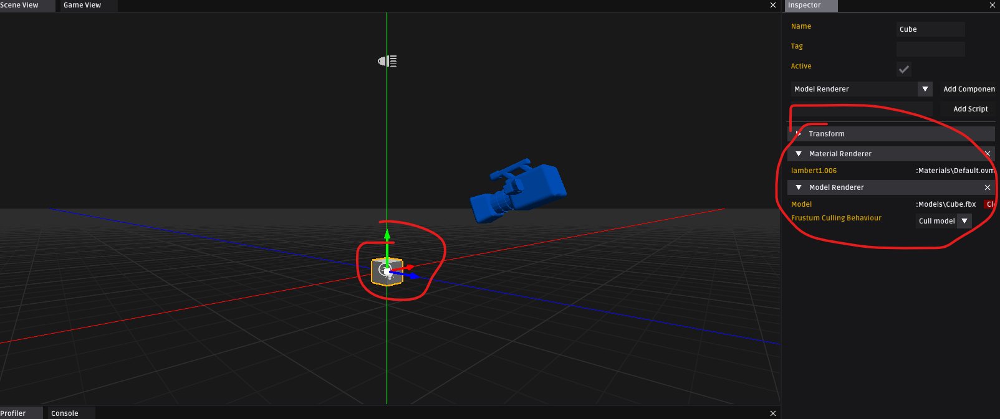 Scene View
Game View
Inspector
Name
Cube
Tag
Active
Model Renderer
Add Componen
Add Script
Transform
Material Renderer
lambert1.006
:Materials\Default.ovm
Model Renderer
Model
:Models\Cube.fbx
Cl
Frustum Culling Behaviour
Cull model
Profiler
Console